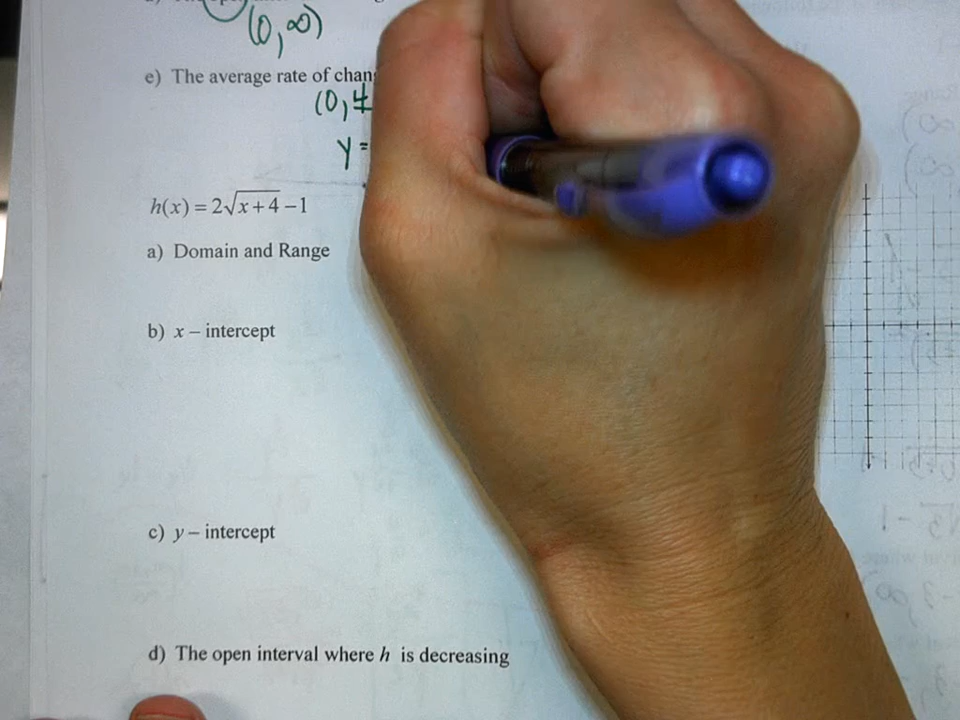 (0,∞)
e) The average rate of chan
(0,4
y=
h(x) = 2√x+4 −1
a) Domain and Range
b) x – intercept
c) y – intercept
d) The open interval where h is decreasing